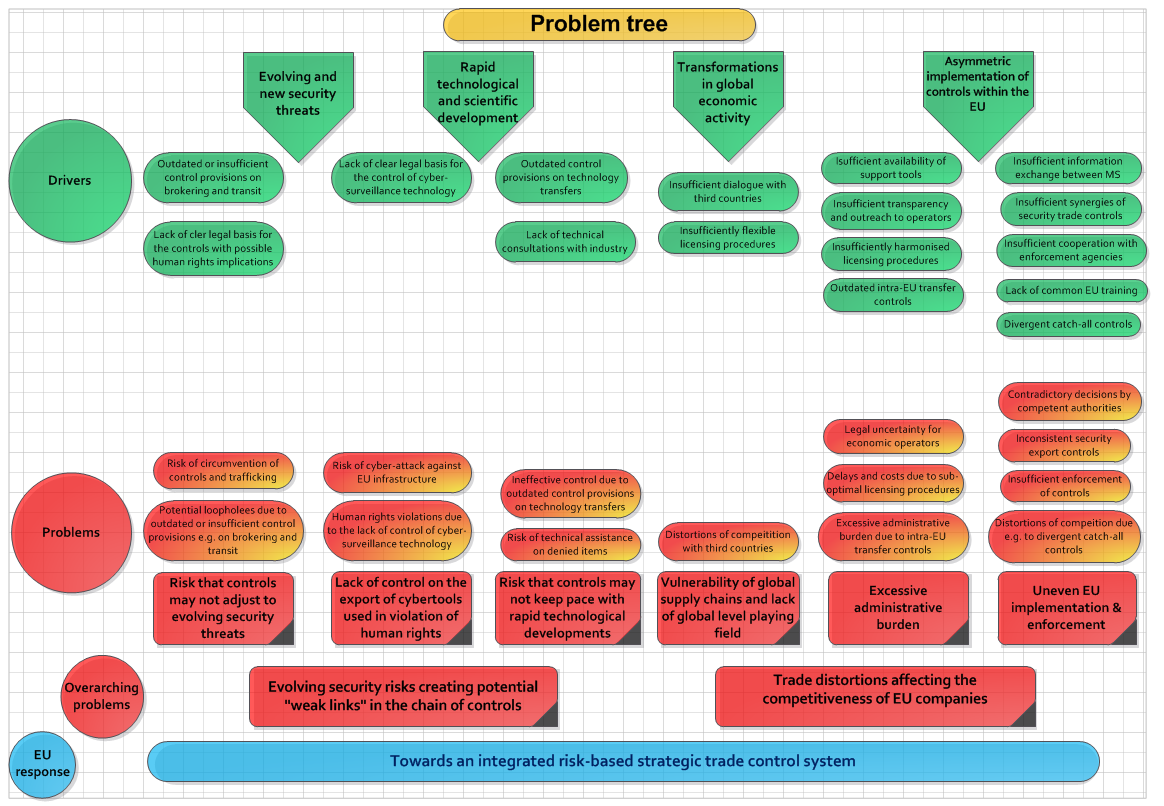 Problem tree
Evolving and
new security
threats
Rapid
technological
and scientific
development
Transformations
in global
economic
activity
Asymmetric
implementation of
controls within the
EU
Drivers
Outdated or insufficient
control provisions on
brokering and transit
Lack of cler legal basis for
the controls with possible
human rights implications
Lack of clear legal basis for
the control of cyber-
surveillance technology
Outdated control
provisions on technology
transfers
Lack of technical
consultations with industry
Insufficient dialogue with
third countries
Insufficiently flexible
licensing procedures
Isufficient availability of
support tools
Insufficient transparency
and outreach to operators
Insufficiently harmonised
licensing procedures
Outdated intra-EU transfer
controls
Insufficient information
exchange between MS
Insufficient synergies of
security trade controls
Insufficient cooperation with
enforcement agencies
Lack of common EU training
Divergent catch-all controls
Problems
Risk of circumvention of
controls and trafficking
Potential loopholees due to
outdated or insufficient control
provisions e.g. on brokering and
transit
Risk that controls
may not adjust to
evolving security
threats
Risk of cyber-attack against
EU infrastructure
Human rights violations due
to the lack of control of cyber-
surveillance technology
Lack of control on the
export of cybertools
used in violation of
human rights
Ineffective control due to
outdated control provisions
on technology transfers
Risk of technical assistance
on denied items
Risk that controls may
not keep pace with
rapid technological
developments
Distortions of compeitition
with third countries
Vulnerability of global
supply chains and lack
of global level playing
field
Legal uncertainty for
economic operators
Delays and costs due to sub-
optimal licensing procedures
Excessive administrative
burden due to intra-EU
transfer controls
Excessive
administrative
burden
Contradictory decisions by
competent authorities
Inconsistent security
export controls
Insufficient enforcement
of controls
Distortions of compeition due
e.g. to divergent catch-all
controls
Uneven EU
implementation &
enforcement
Overarching
problems
Evolving security risks creating potential
"weak links" in the chain of controls
Trade distortions affecting the
competitiveness of EU companies
EU
response
Towards an integrated risk-based strategic trade control system